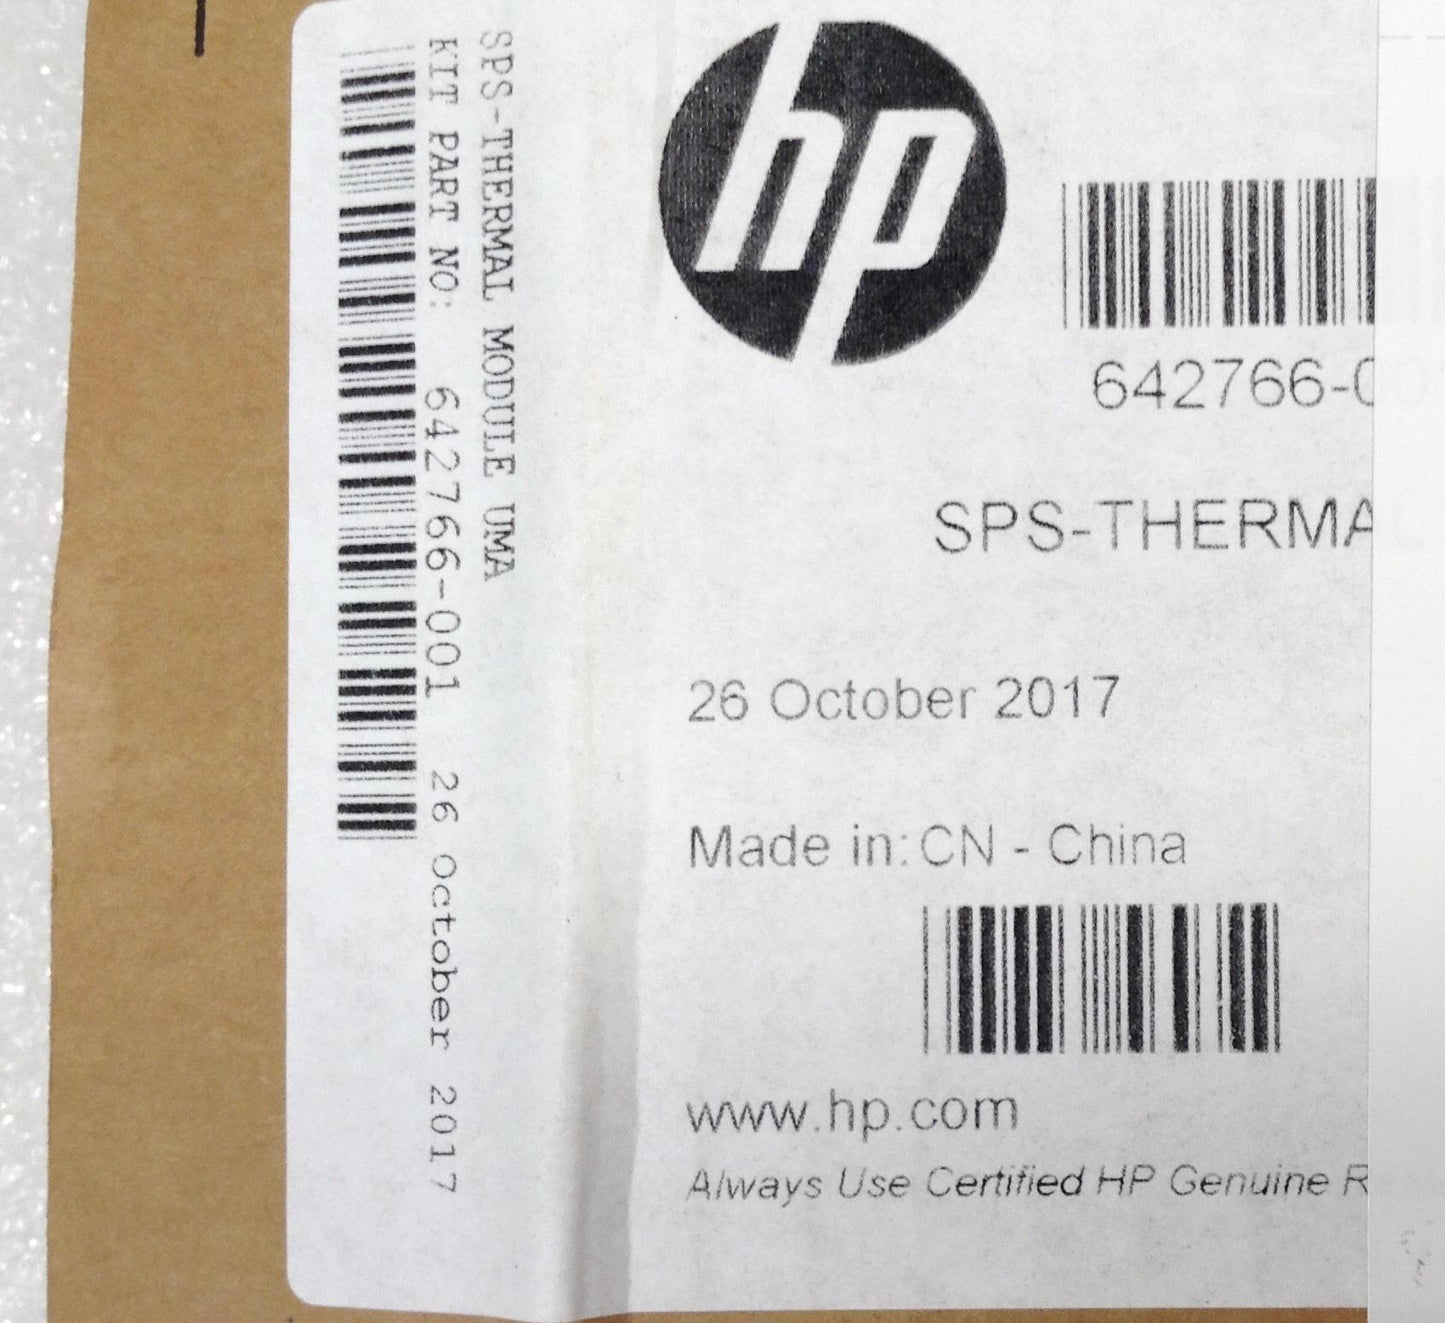 SPS-THERMAL MODULE UMA
KIT PART NO: 642766-001 26 October 2017
hp
642766-0
SPS-THERMA
26 October 2017
Made in: CN - China
www.hp.com
Always Use Certified HP Genuine R